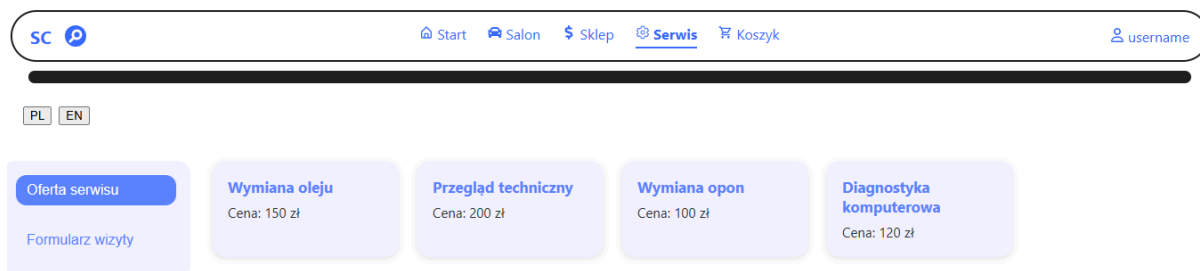 SC
Start
Salon
$ Sklep
Serwis
Koszyk
username
PL
EN
Oferta serwisu
Formularz wizyty
Wymiana oleju
Cena: 150 zł
Przegląd techniczny
Cena: 200 zł
Wymiana opon
Cena: 100 zł
Diagnostyka
komputerowa
Cena: 120 zł